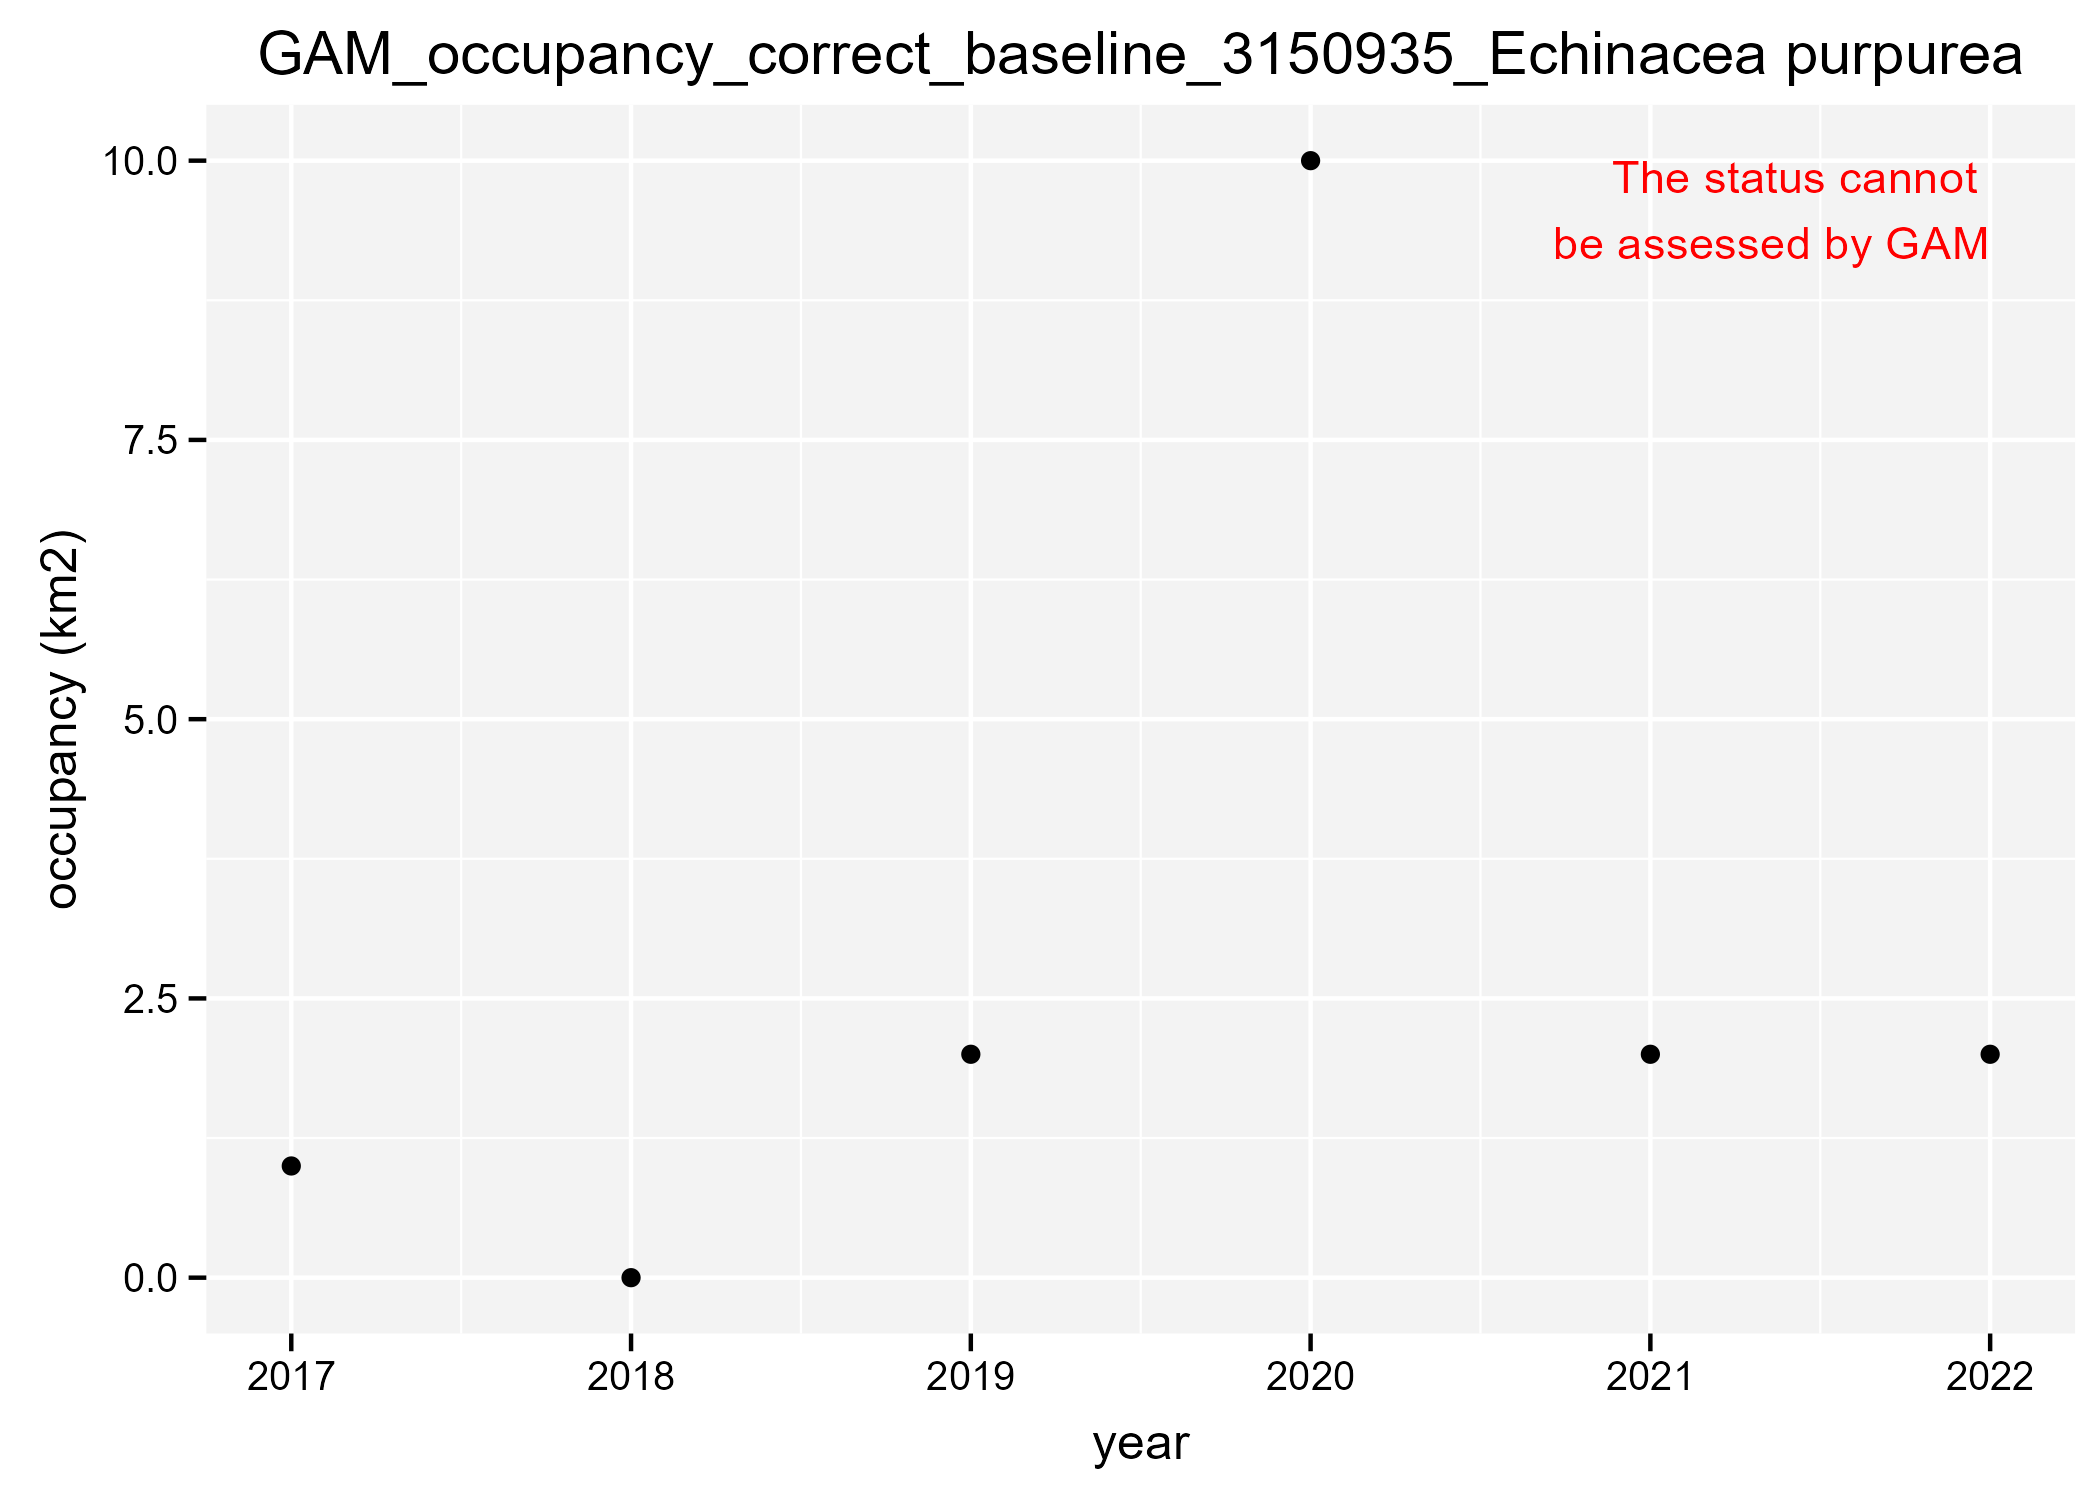 GAM_occupancy_correct_baseline_3150935_Echinacea purpurea
10.0
The status cannot
be assessed by GAM
7.5
occupancy (km2)
5.0
2.5
0.0
2017 2018 2019 2020 2021 2022
year